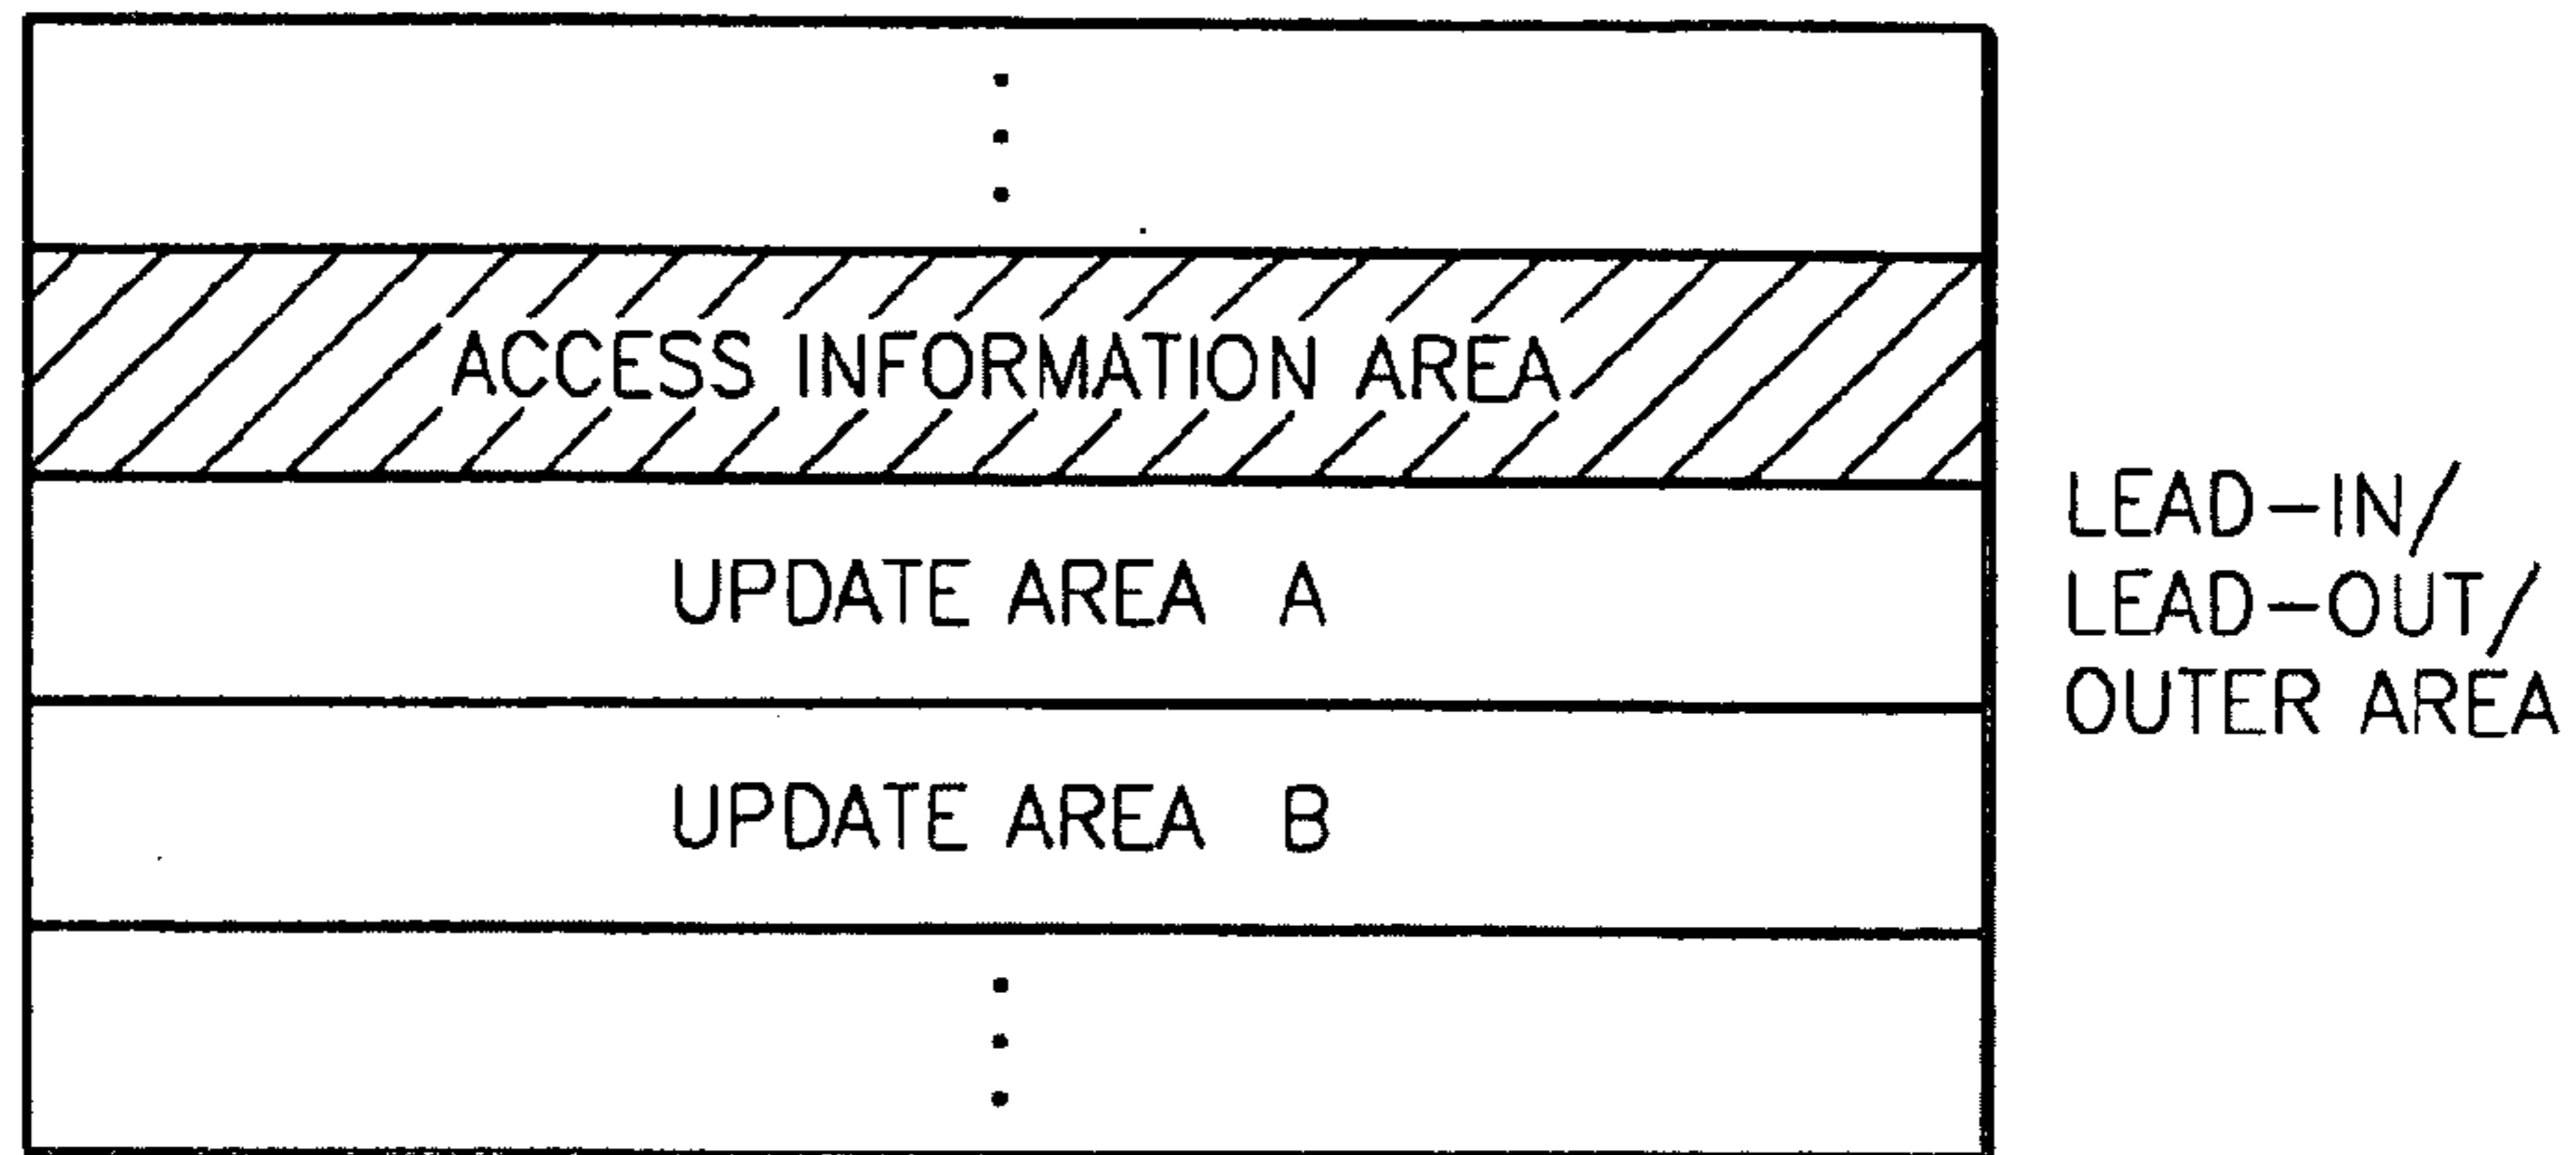 ACCESS INFORMATION AREA
UPDATE AREA A
UPDATE AREA B
LEAD-IN/
LEAD-OUT/
OUTER AREA